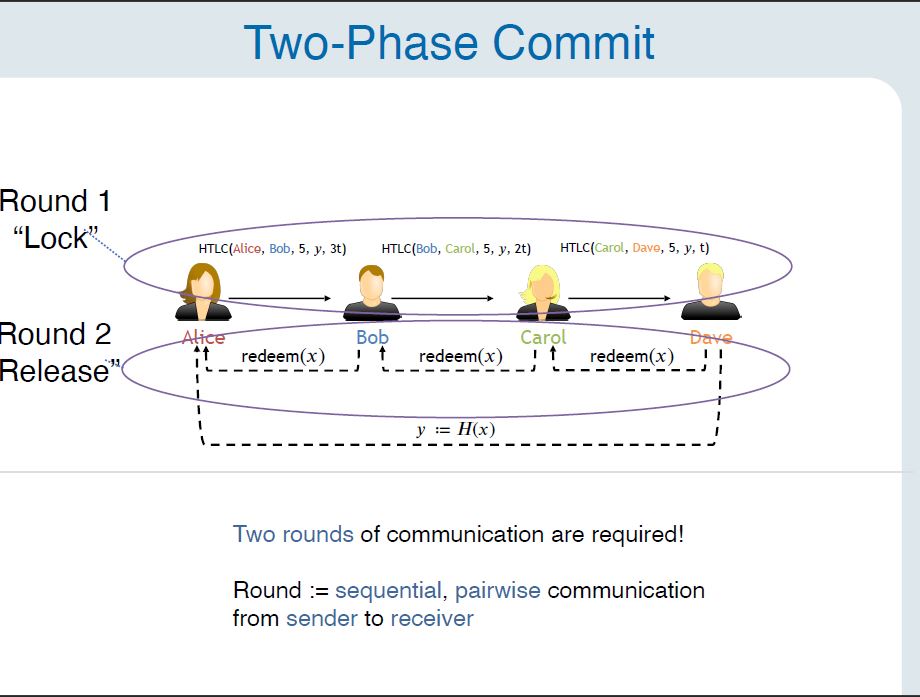 Two-Phase Commit
Round 1
“Lock”
HTLC(Alice, Bob, 5, y, 3t)
HTLC(Bob, Carol, 5, y, 2t)
HTLC(Carol, Dave, 5, y, t)
Round 2
Release”
Alice
Bob
Carol
Dave
redeem(x)
redeem(x)
redeem(x)
y := H(x)
Two rounds of communication are required!
Round := sequential, pairwise communication
from sender to receiver